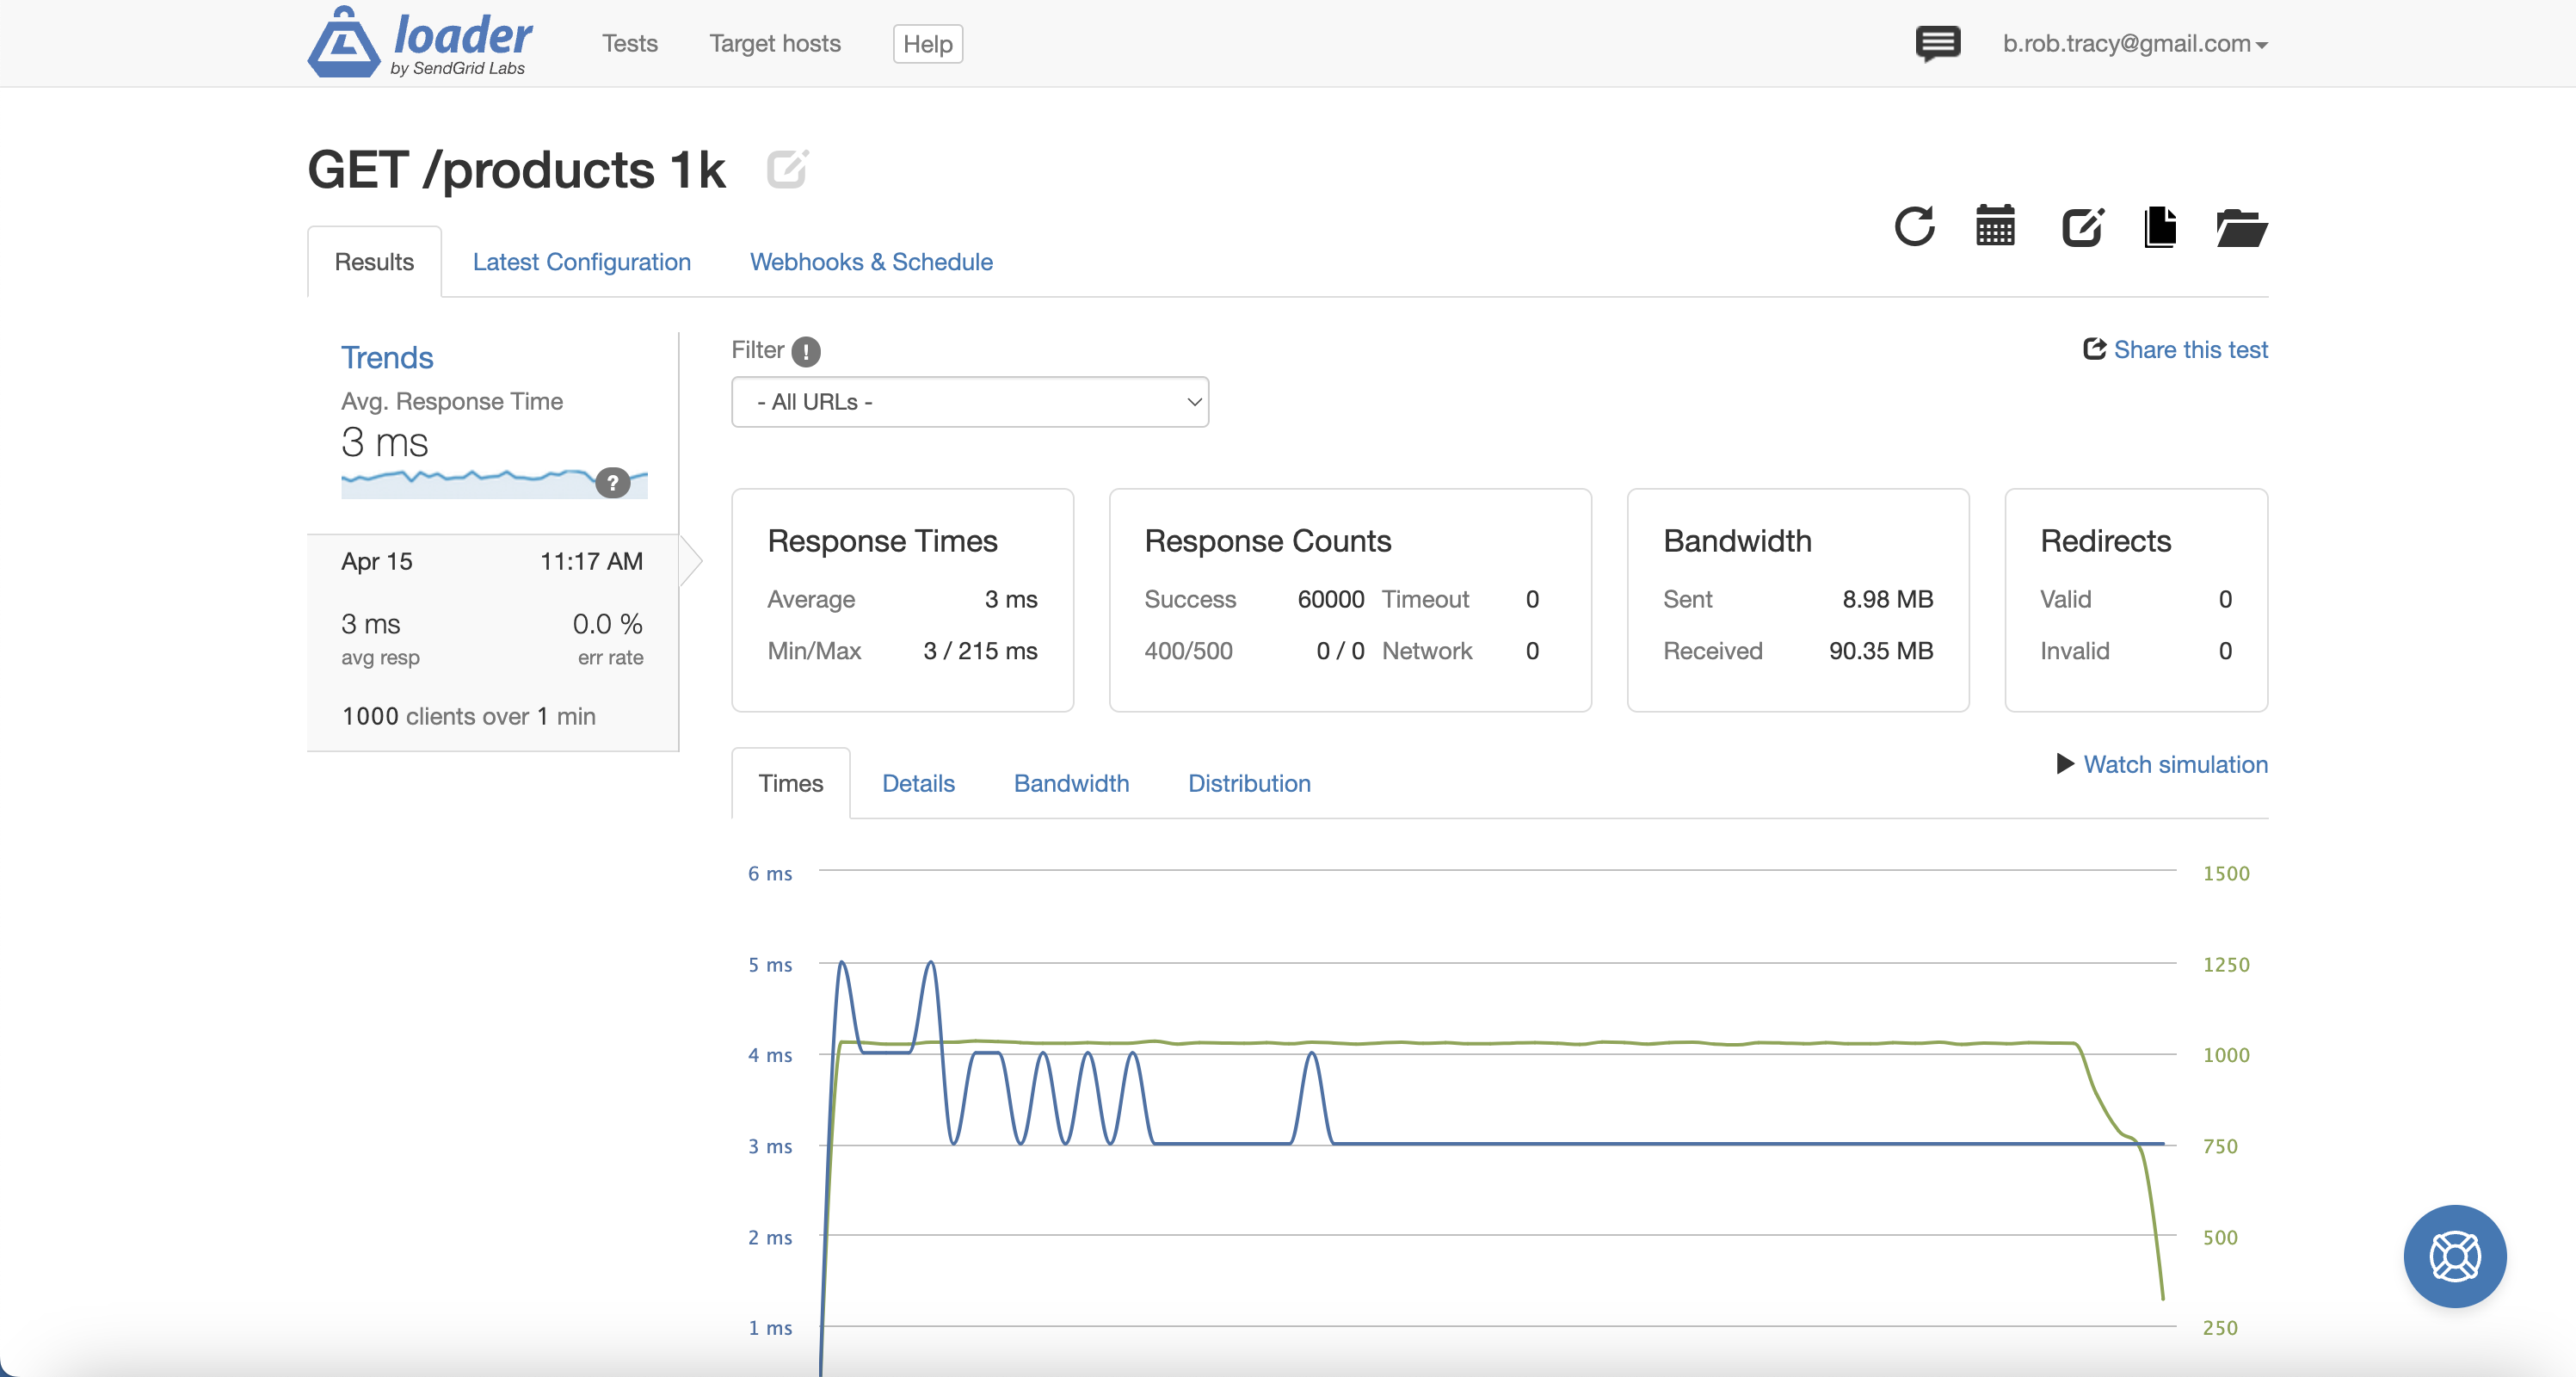 loader
by SendGrid Labs
Tests Target hosts Help
b.rob.tracy@gmail.com
GET /products 1k
Results Latest Configuration Webhooks & Schedule
Trends
Avg. Response Time
3 ms
?
Apr 15 11:17 AM
3 ms 0.0 %
avg resp err rate
1000 clients over 1 min
Filter !
- All URLs -
Share this test
Response Times
Average 3 ms
Min/Max 3 / 215 ms
Response Counts
Success 60000 Timeout 0
400/500 0 / 0 Network 0
Bandwidth
Sent 8.98 MB
Received 90.35 MB
Redirects
Valid 0
Invalid 0
Times Details Bandwidth Distribution
Watch simulation
6 ms 1500
5 ms 1250
4 ms 1000
3 ms 750
2 ms 500
1 ms 250